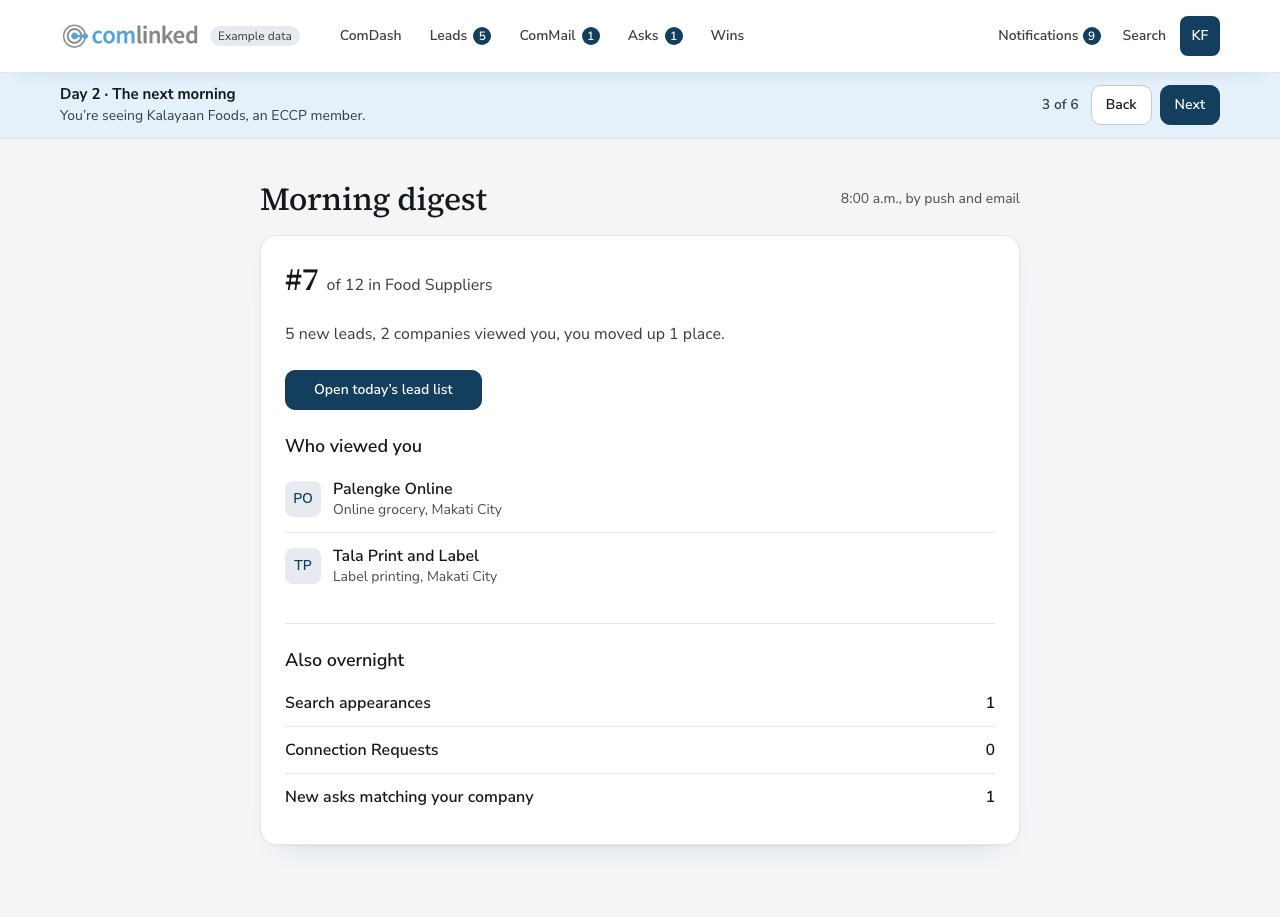 comlinked Example data ComDash Leads 5 ComMail 1 Asks 1 Wins Notifications 9 Search KF
Day 2 · The next morning
You’re seeing Kalayaan Foods, an ECCP member.
3 of 6 Back Next
Morning digest
8:00 a.m., by push and email
#7 of 12 in Food Suppliers
5 new leads, 2 companies viewed you, you moved up 1 place.
Open today’s lead list
Who viewed you
PO
Palengke Online
Online grocery, Makati City
TP
Tala Print and Label
Label printing, Makati City
Also overnight
Search appearances 1
Connection Requests 0
New asks matching your company 1